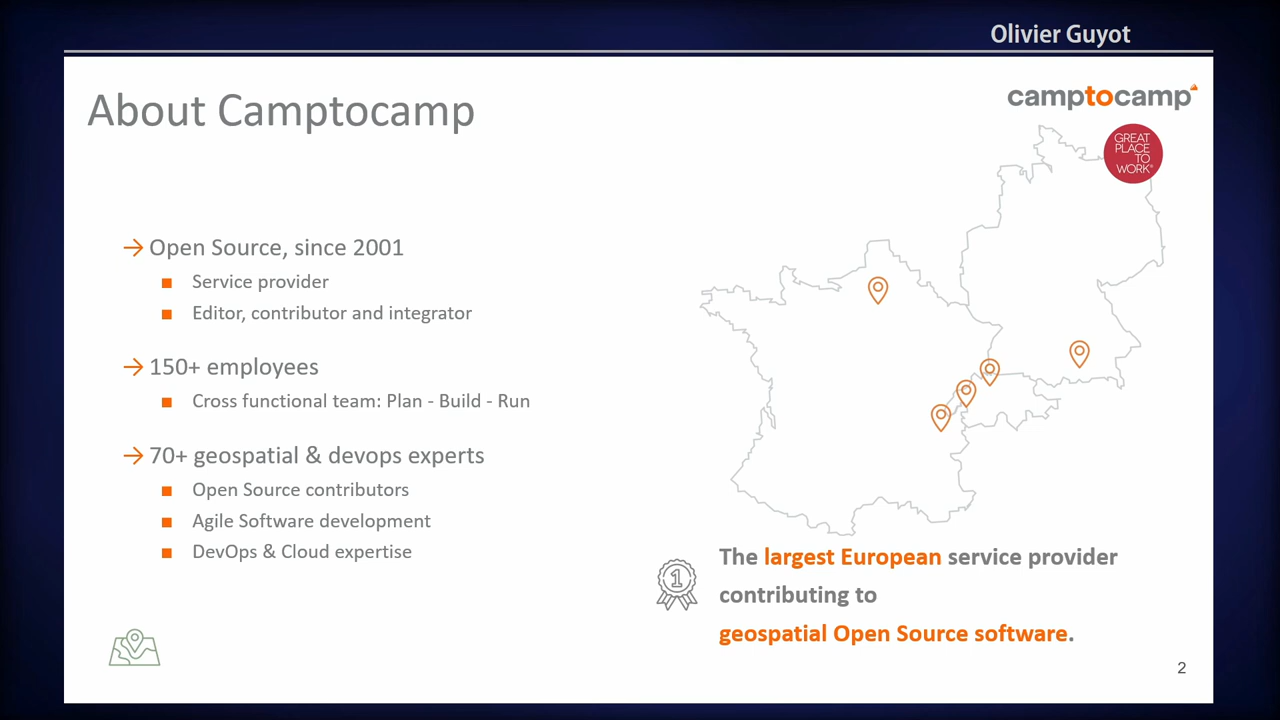 Olivier Guyot
About Camptocamp
camptocamp
GREAT
PLACE
TO
WORK®
→ Open Source, since 2001
Service provider
Editor, contributor and integrator
→ 150+ employees
Cross functional team: Plan - Build - Run
→ 70+ geospatial & devops experts
Open Source contributors
Agile Software development
DevOps & Cloud expertise
1
The largest European service provider
contributing to
geospatial Open Source software.
2